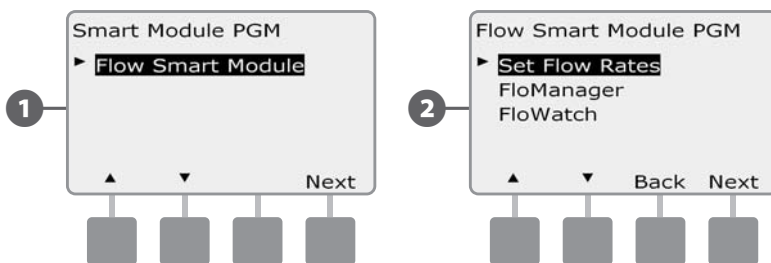 1
Smart Module PGM
► Flow Smart Module
▲ ▼ Next
2
Flow Smart Module PGM
► Set Flow Rates
FloManager
FloWatch
▲ ▼ Back Next